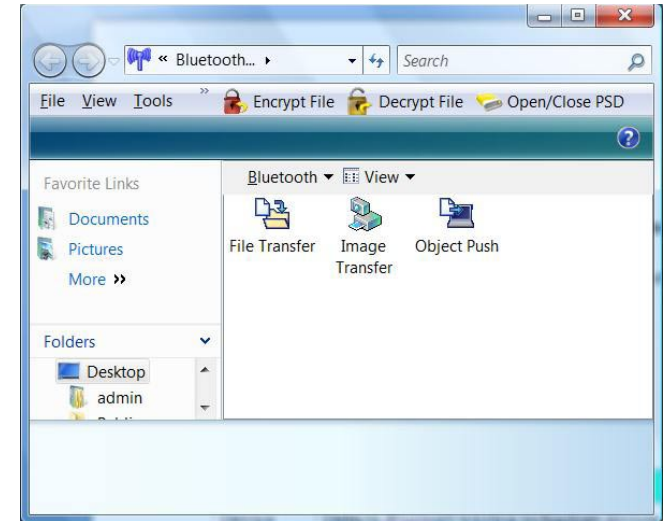 « Bluetooth... Search
File View Tools » Encrypt File Decrypt File Open/Close PSD
Favorite Links
Documents
Pictures
More »
Folders
Desktop
admin
Bluetooth View
File Transfer
Image
Transfer
Object Push